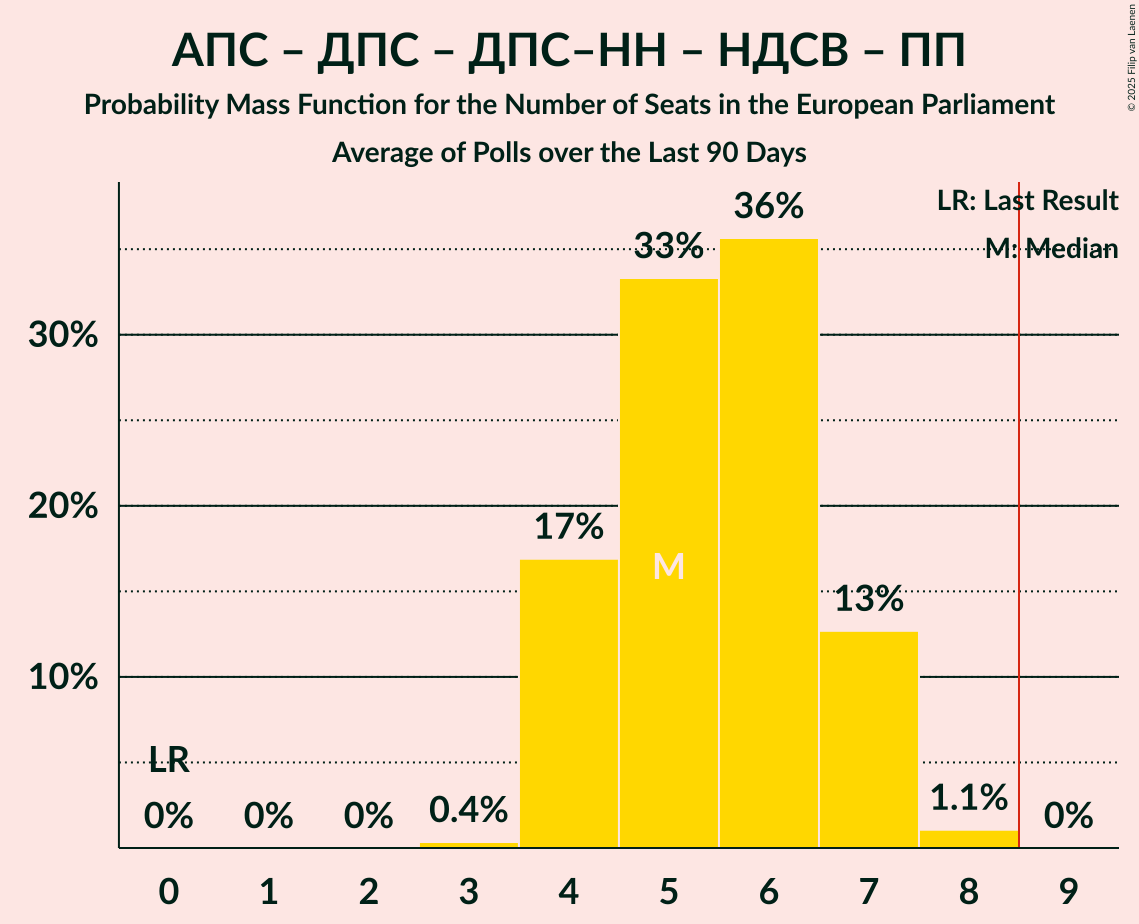 АПС – ДПС – ДПС–НН – НДСВ – ПП
Probability Mass Function for the Number of Seats in the European Parliament
Average of Polls over the Last 90 Days
© 2025 Filip van Laenen
LR: Last Result
M: Median
36%
33%
30%
20%
17%
M
13%
10%
LR
0% 0% 0% 0.4% 1.1% 0%
0 1 2 3 4 5 6 7 8 9